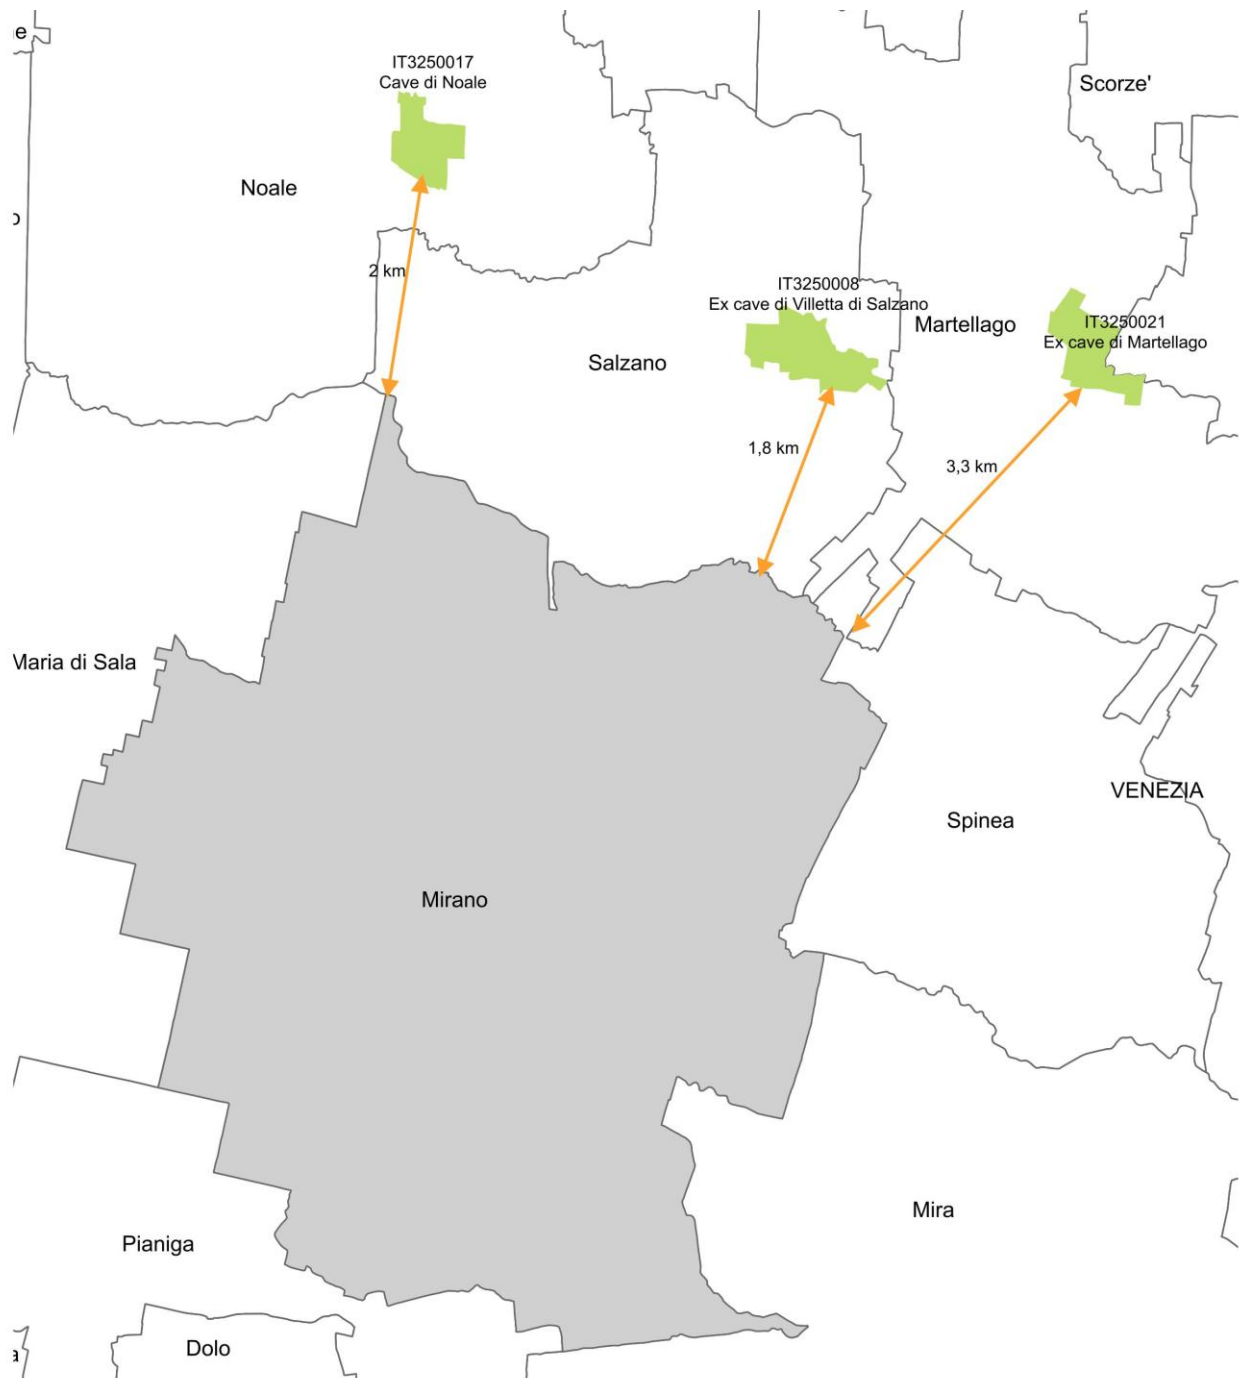 e
IT3250017
Cave di Noale
Scorze'
Noale
2 km
IT3250008
Ex cave di Villetta di Salzano
Martellago
IT3250021
Ex cave di Martellago
Salzano
1,8 km
3,3 km
Maria di Sala
VENEZIA
Spinea
Mirano
Mira
Pianiga
Dolo